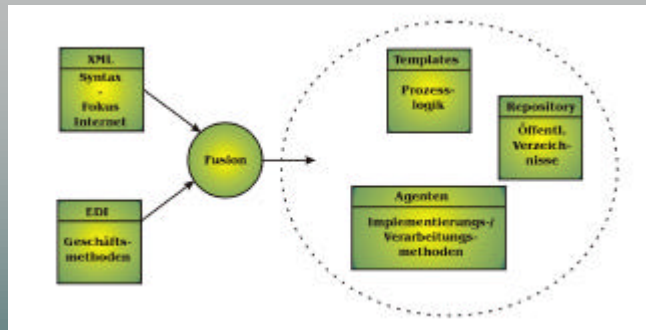 XML
Syntax
-
Fokus
Internet
EDI
Geschäfts-
methoden
Fusion
Templates
Prozess-
logik
Repository
Öffentl.
Verzeich-
nisse
Agenten
Implementierungs-/
Verarbeitungs-
methoden